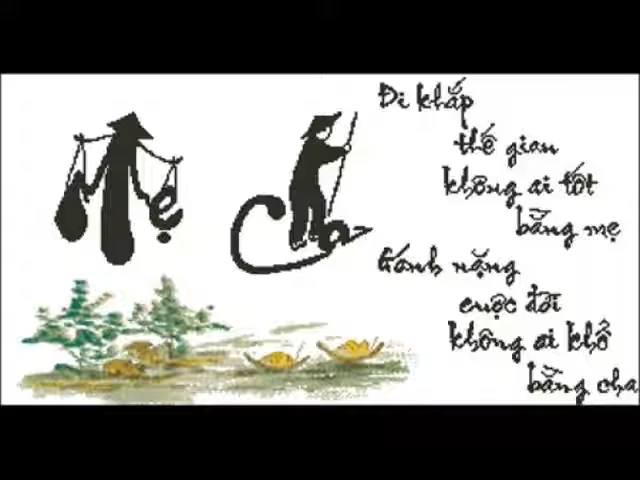 Mẹ
Cha
Đi khắp
thế gian
không ai tốt
bằng mẹ
Gánh nặng
cuộc đời
không ai khổ
bằng cha